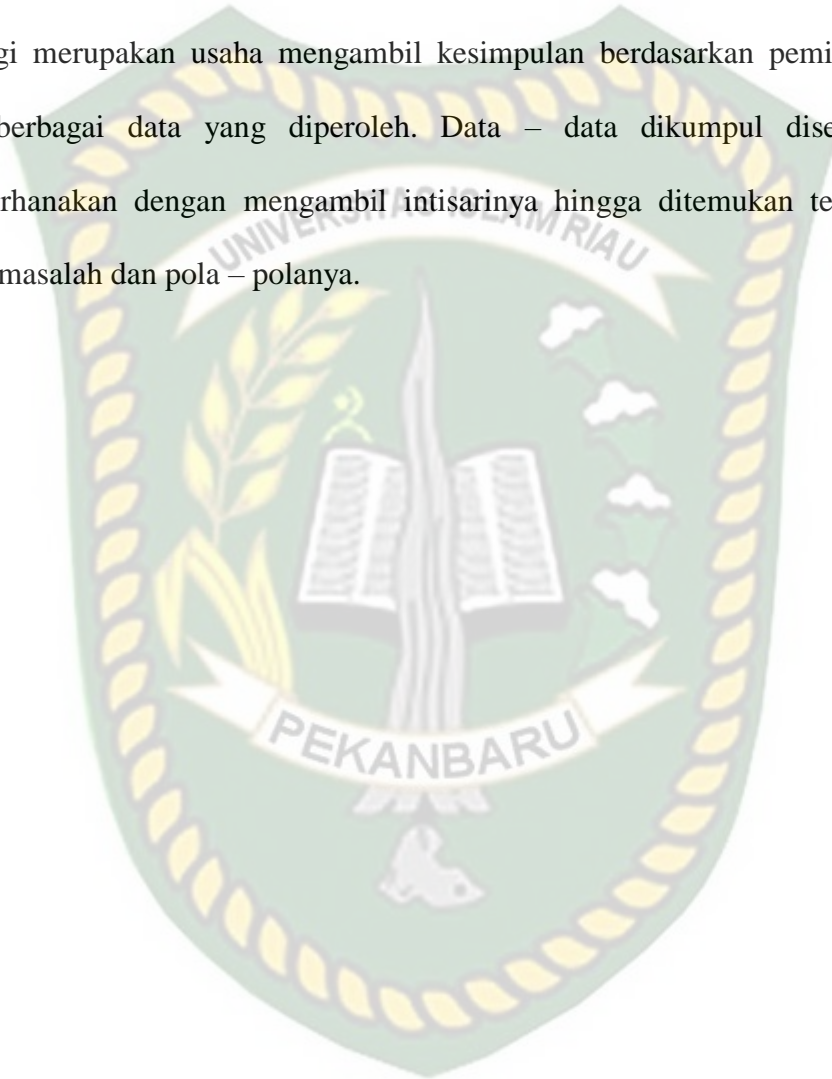 gi merupakan usaha mengambil kesimpulan berdasarkan pemi
berbagai data yang diperoleh. Data – data dikumpul dise
rhanakan dengan mengambil intisarinya hingga ditemukan te
masalah dan pola – polanya.
UNIVERSITAS ISLAM RIAU
PEKANBARU